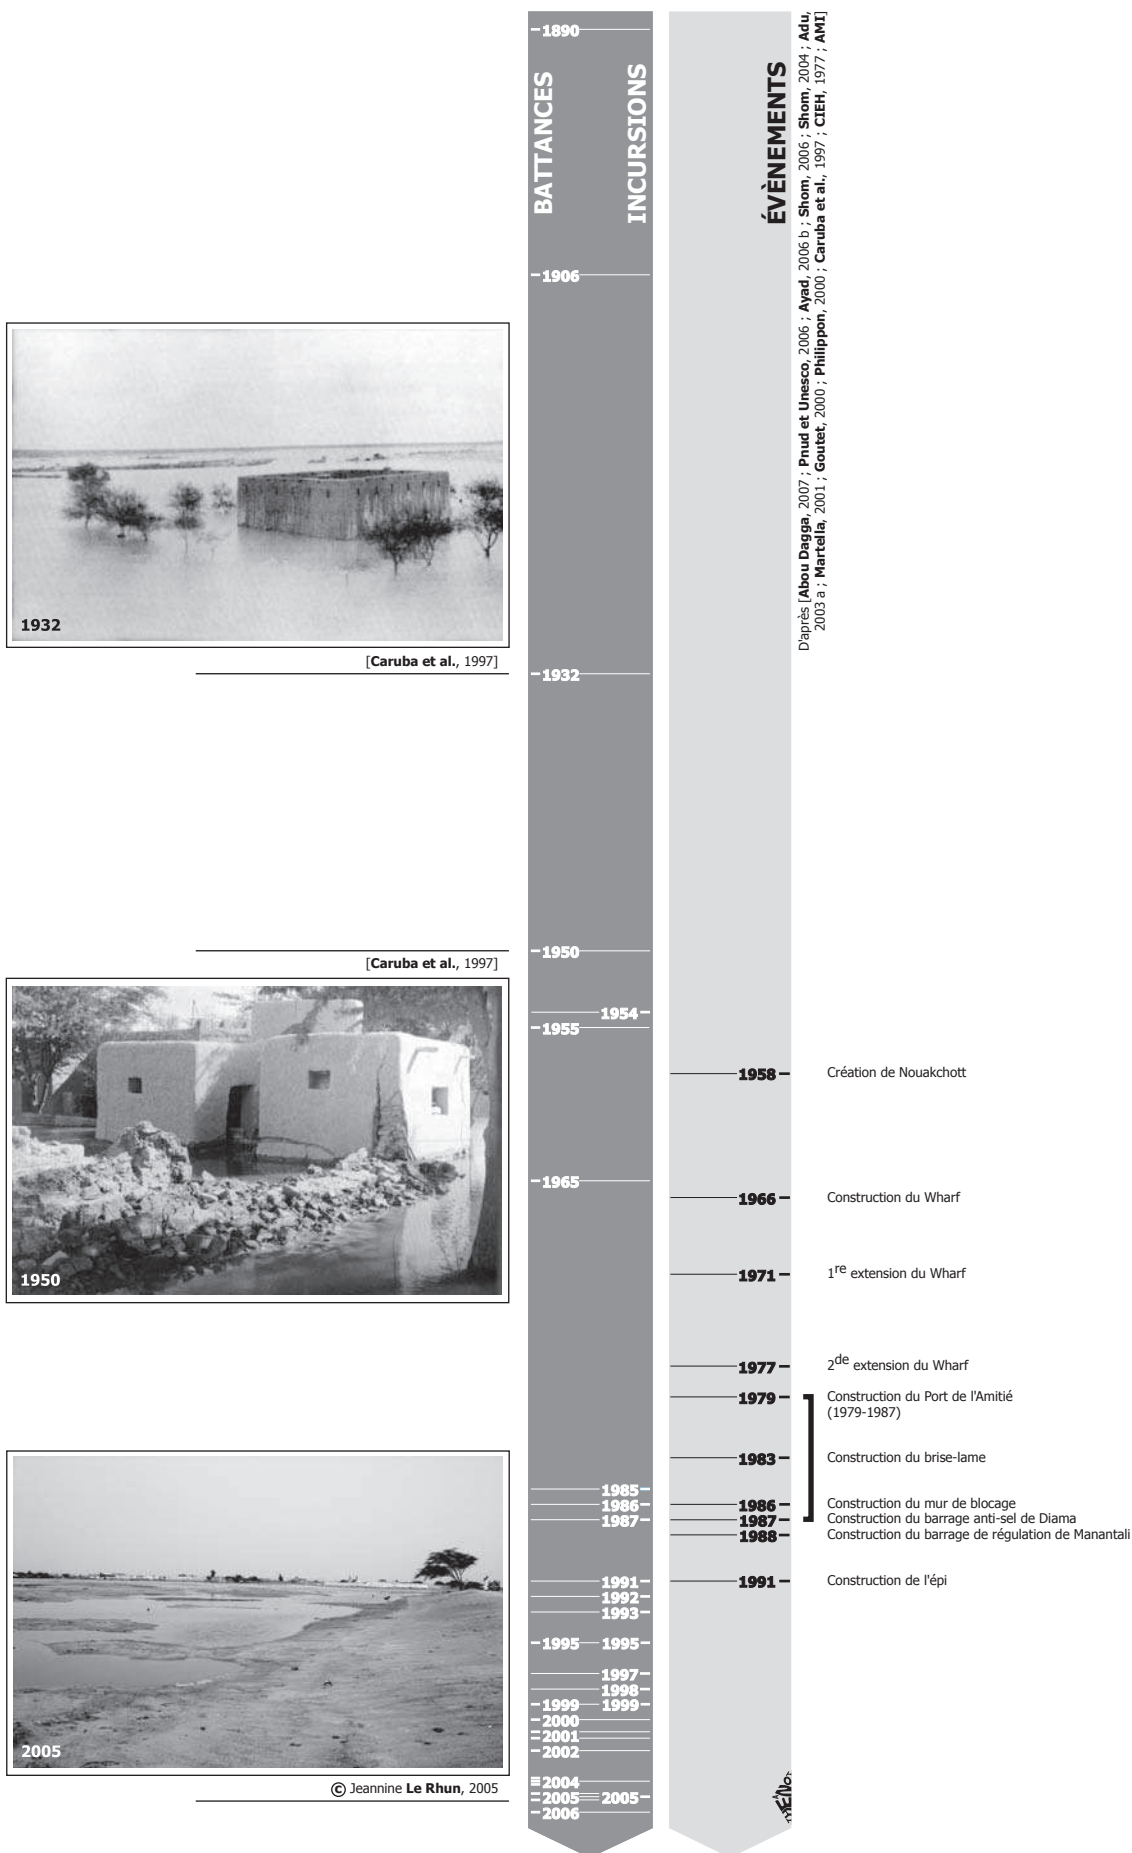 1890
BATTANCES
INCURSIONS
ÉVÈNEMENTS
D'après [Abou Dagga, 2007 ; Pnud et Unesco, 2006 ; Ayad, 2006 b ; Shom, 2006 ; Shom, 2004 ; Adu,
2003 a ; Martella, 2001 ; Goutet, 2000 ; Philippon, 2000 ; Caruba et al., 1997 ; CIEH, 1977 ; AMI]
1906
1932
[Caruba et al., 1997]
1932
1950
[Caruba et al., 1997]
1954
1955
1958 Création de Nouakchott
1965
1966 Construction du Wharf
1950
1971 1re extension du Wharf
1977 2de extension du Wharf
1979 Construction du Port de l'Amitié
(1979-1987)
1983 Construction du brise-lame
1985
1986 1986 Construction du mur de blocage
1987 1987 Construction du barrage anti-sel de Diama
1988 Construction du barrage de régulation de Manantali
1991 1991 Construction de l'épi
1992
1993
1995 1995
1997
1998
1999 1999
2000
2001
2002
2005
2004
© Jeannine Le Rhun, 2005
2005 2005
2006